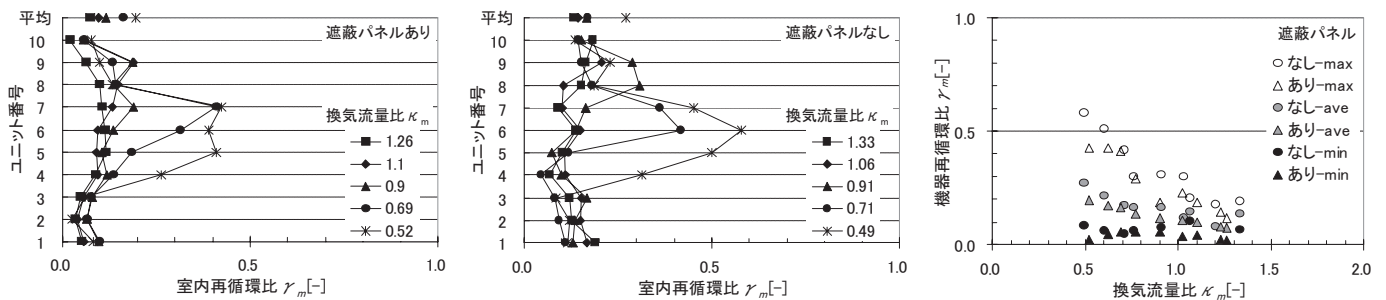 平均
10
9
8
7
6
5
4
3
2
1
ユニット番号
遮蔽パネルあり
換気流量比 κm
1.26
1.1
0.9
0.69
0.52
0.0
0.5
1.0
室内再循環比 γm[-]
平均
10
9
8
7
6
5
4
3
2
1
ユニット番号
遮蔽パネルなし
換気流量比 κm
1.33
1.06
0.91
0.71
0.49
0.0
0.5
1.0
室内再循環比 γm[-]
1.0
0.5
0.0
機器再循環比 γm[-]
遮蔽パネル
なし-max
あり-max
なし-ave
あり-ave
なし-min
あり-min
0.0
0.5
1.0
1.5
2.0
換気流量比 κm[-]